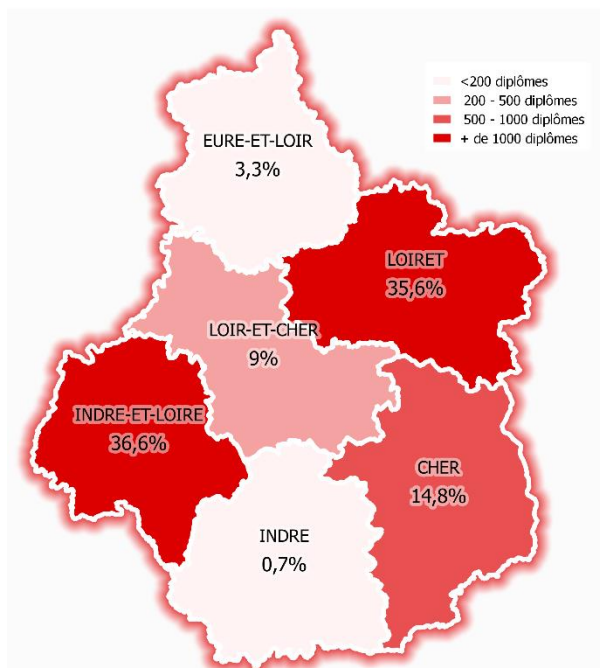 <200 diplômes
200 - 500 diplômes
500 - 1000 diplômes
+ de 1000 diplômes
EURE-ET-LOIR
3,3%
LOIRET
35,6%
LOIR-ET-CHER
9%
INDRE-ET-LOIRE
36,6%
CHER
14,8%
INDRE
0,7%